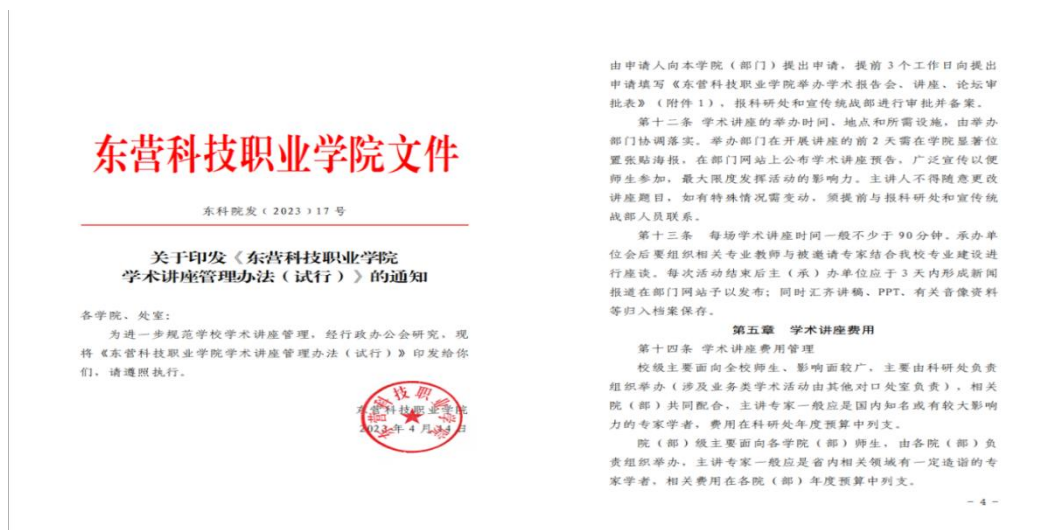 东营科技职业学院文件
东科院发〔2023〕17号
关于印发《东营科技职业学院
学术讲座管理办法（试行）》的通知
各学院、处室：
为进一步规范学校学术讲座管理，经行政办公会研究，现
将《东营科技职业学院学术讲座管理办法（试行）》印发给你
们，请遵照执行。
东营科技职业学院
2023年4月14日
由申请人向本学院（部门）提出申请，提前3个工作日向提出
申请填写《东营科技职业学院举办学术报告会、讲座、论坛审
批表》（附件1），报科研处和宣传统战部进行审批并备案。
第十二条 学术讲座的举办时间、地点和所需设施，由举办
部门协调落实。举办部门在开展讲座的前2天需在学院显著位
置张贴海报，在部门网站上公布学术讲座预告，广泛宣传以便
师生参加，最大限度发挥活动的影响力。主讲人不得随意更改
讲座题目，如有特殊情况需变动，须提前与报科研处和宣传统
战部人员联系。
第十三条 每场学术讲座时间一般不少于90分钟。承办单
位会后要组织相关专业教师与被邀请专家结合我校专业建设进
行座谈。每次活动结束后主（承）办单位应于3天内形成新闻
报道在部门网站予以发布；同时汇齐讲稿、PPT、有关音像资料
等归入档案保存。
第五章 学术讲座费用
第十四条 学术讲座费用管理
校级主要面向全校师生、影响面较广，主要由科研处负责
组织举办（涉及业务类学术活动由其他对口处室负责），相关
院（部）共同配合，主讲专家一般应是国内知名或有较大影响
力的专家学者，费用在科研处年度预算中列支。
院（部）级主要面向各学院（部）师生，由各院（部）负
责组织举办，主讲专家一般应是省内相关领域有一定造诣的专
家学者，相关费用在各院（部）年度预算中列支。
- 4 -